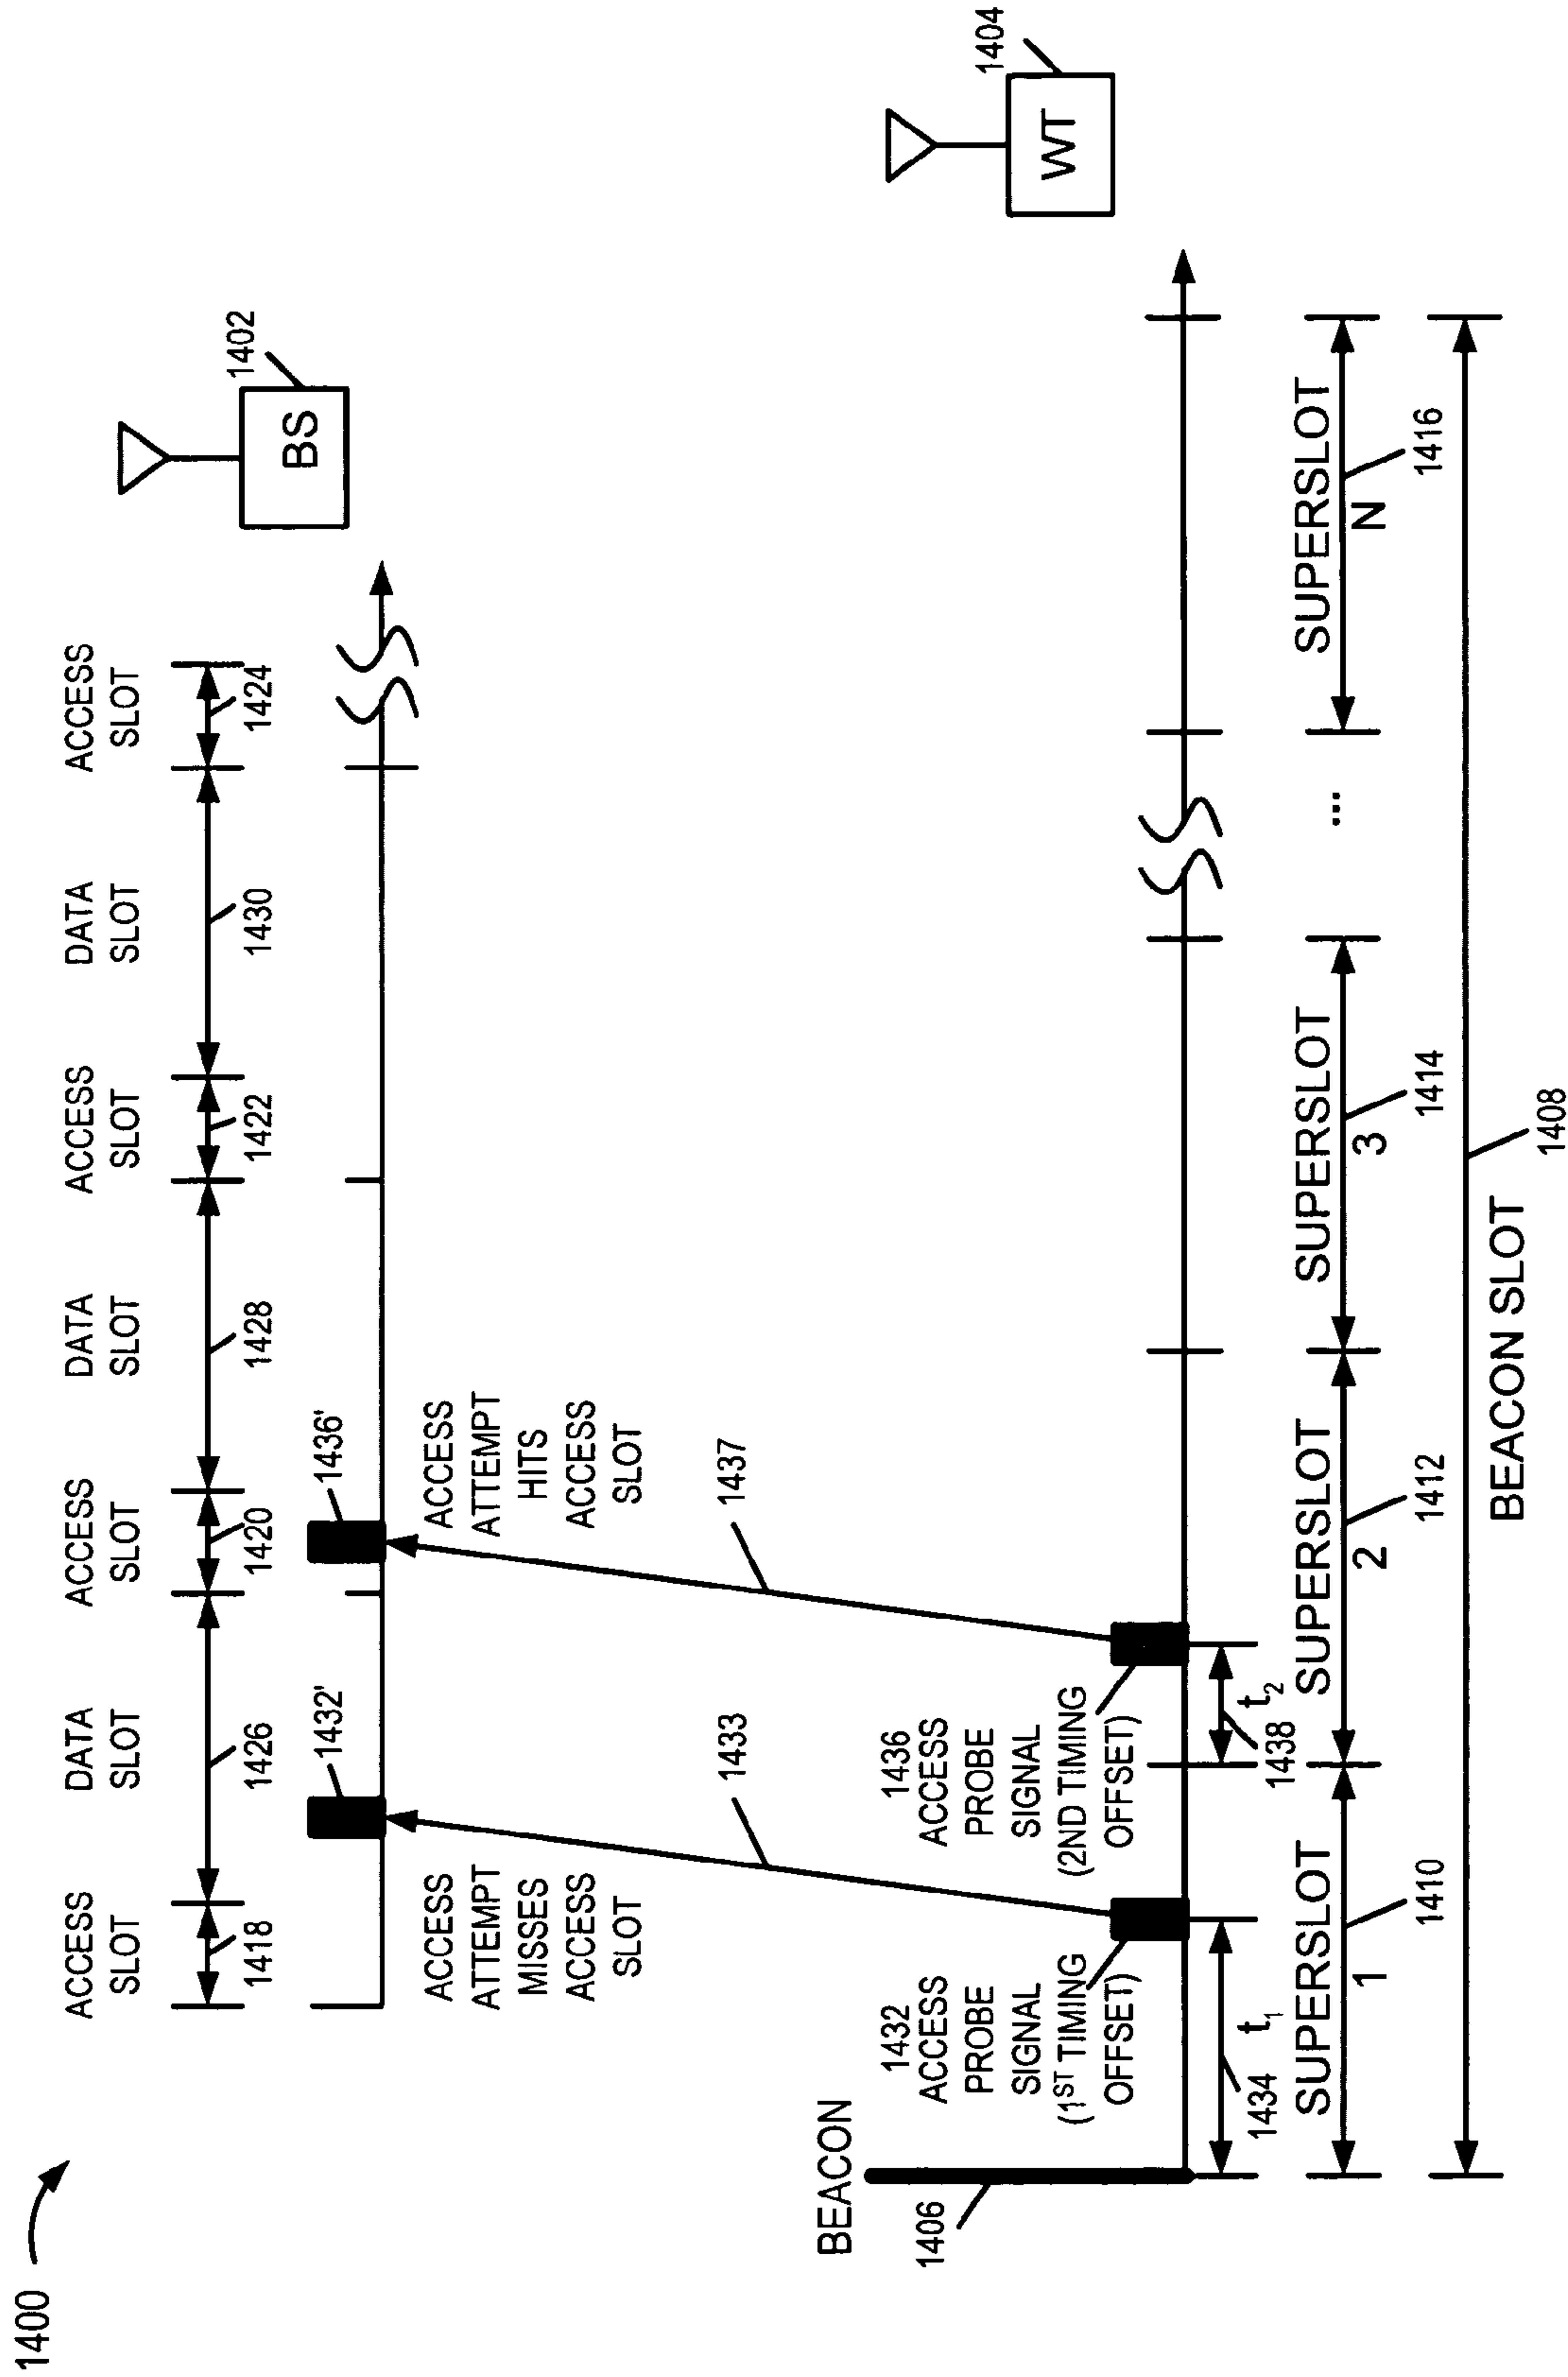 1400
ACCESS
SLOT
1418
DATA
SLOT
1426
ACCESS
SLOT
1420
DATA
SLOT
1428
ACCESS
SLOT
1422
DATA
SLOT
1430
ACCESS
SLOT
1424
1402
BS
1432'
1436'
ACCESS
ATTEMPT
MISSES
ACCESS
SLOT
ACCESS
ATTEMPT
HITS
ACCESS
SLOT
1433
1437
1404
WT
BEACON
1406
1432
ACCESS
PROBE
SIGNAL
(1ST TIMING
OFFSET)
1436
ACCESS
PROBE
SIGNAL
(2ND TIMING
OFFSET)
t1
1434
t2
1438
SUPERSLOT
1
1410
SUPERSLOT
2
1412
SUPERSLOT
3
1414
...
SUPERSLOT
N
1416
BEACON SLOT
1408